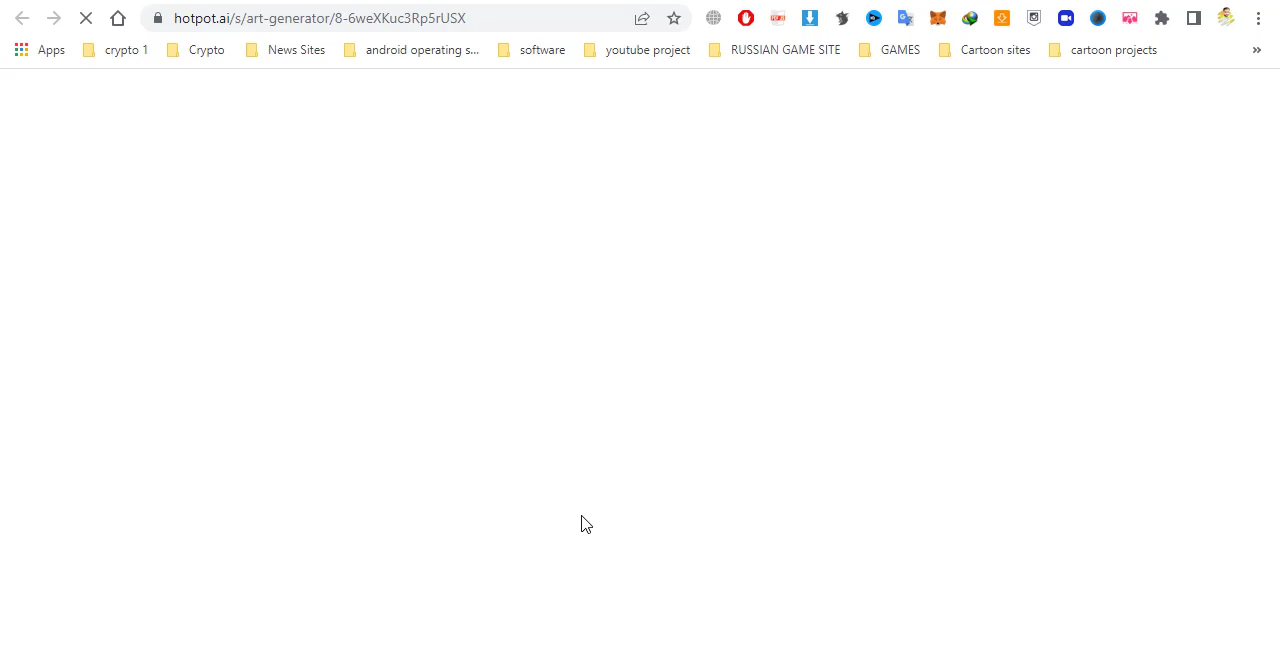 hotpot.ai/s/art-generator/8-6weXKuc3Rp5rUSX
Apps crypto 1 Crypto News Sites android operating s... software youtube project RUSSIAN GAME SITE GAMES Cartoon sites cartoon projects »